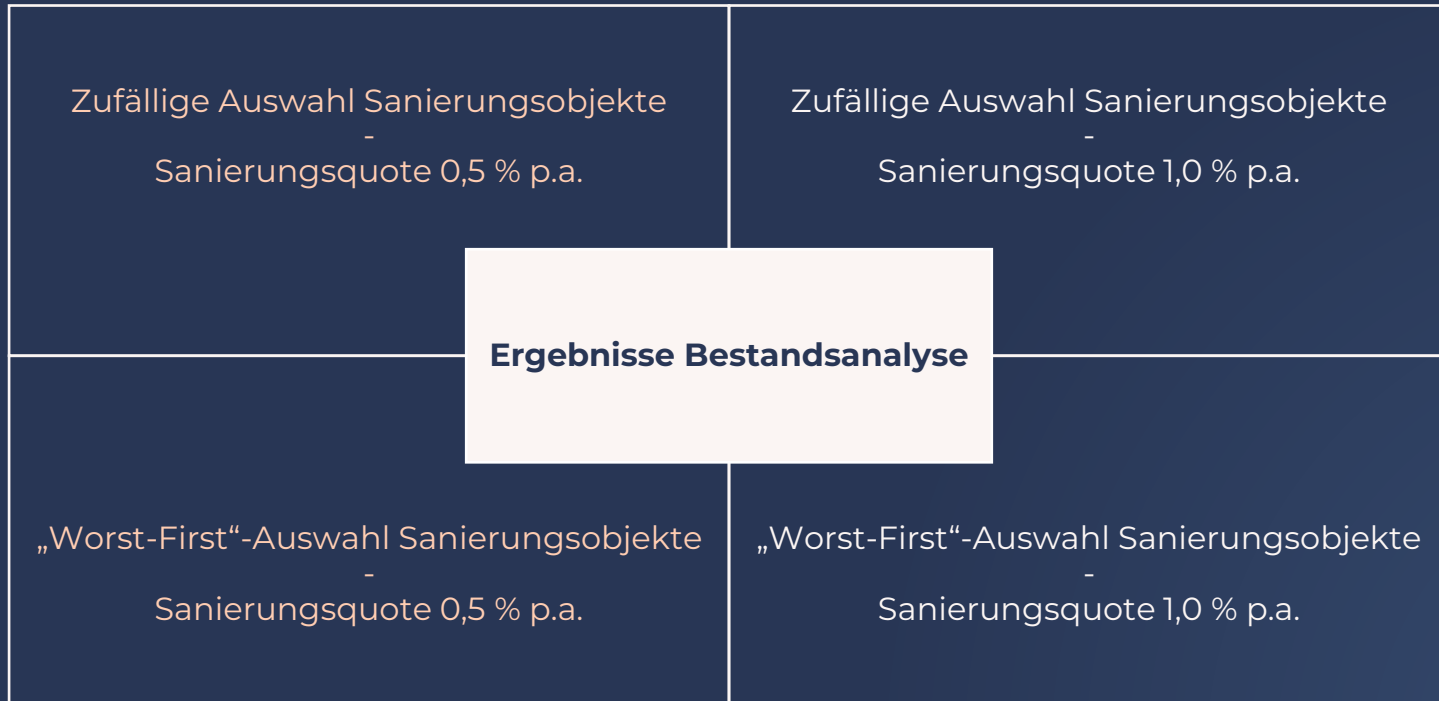 Zufällige Auswahl Sanierungsobjekte
-
Sanierungsquote 0,5 % p.a.
Zufällige Auswahl Sanierungsobjekte
-
Sanierungsquote 1,0 % p.a.
Ergebnisse Bestandsanalyse
„Worst-First“-Auswahl Sanierungsobjekte
-
Sanierungsquote 0,5 % p.a.
„Worst-First“-Auswahl Sanierungsobjekte
-
Sanierungsquote 1,0 % p.a.